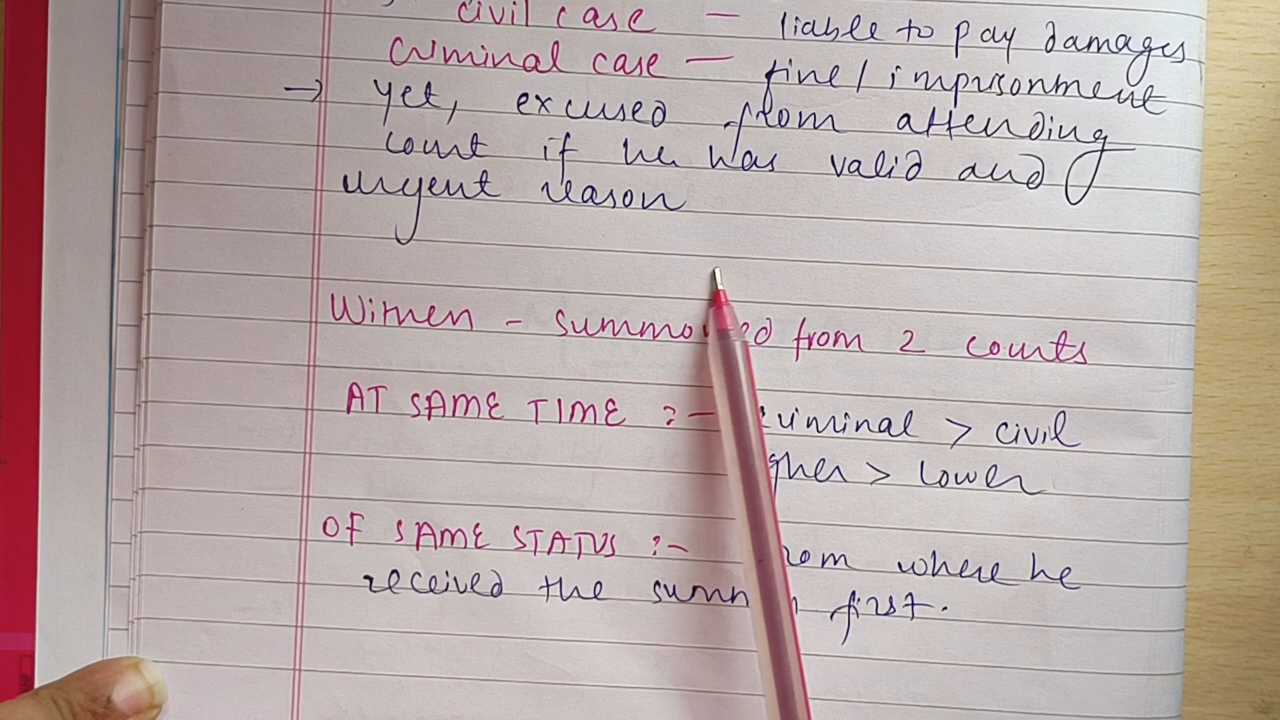 civil case — liable to pay damages
Criminal case — fine / imprisonment
→ yet, excused from attending
court if he was valid and
urgent reason
Witness - summoned from 2 courts
AT SAME TIME :- criminal > civil
higher > lower
OF SAME STATUS :- from where he
received the summon first.